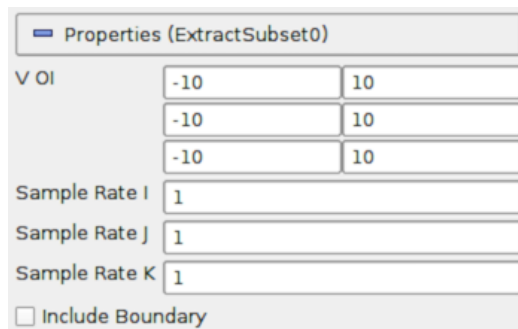 Properties (ExtractSubset0)
V OI -10 10
-10 10
-10 10
Sample Rate I 1
Sample Rate J 1
Sample Rate K 1
Include Boundary